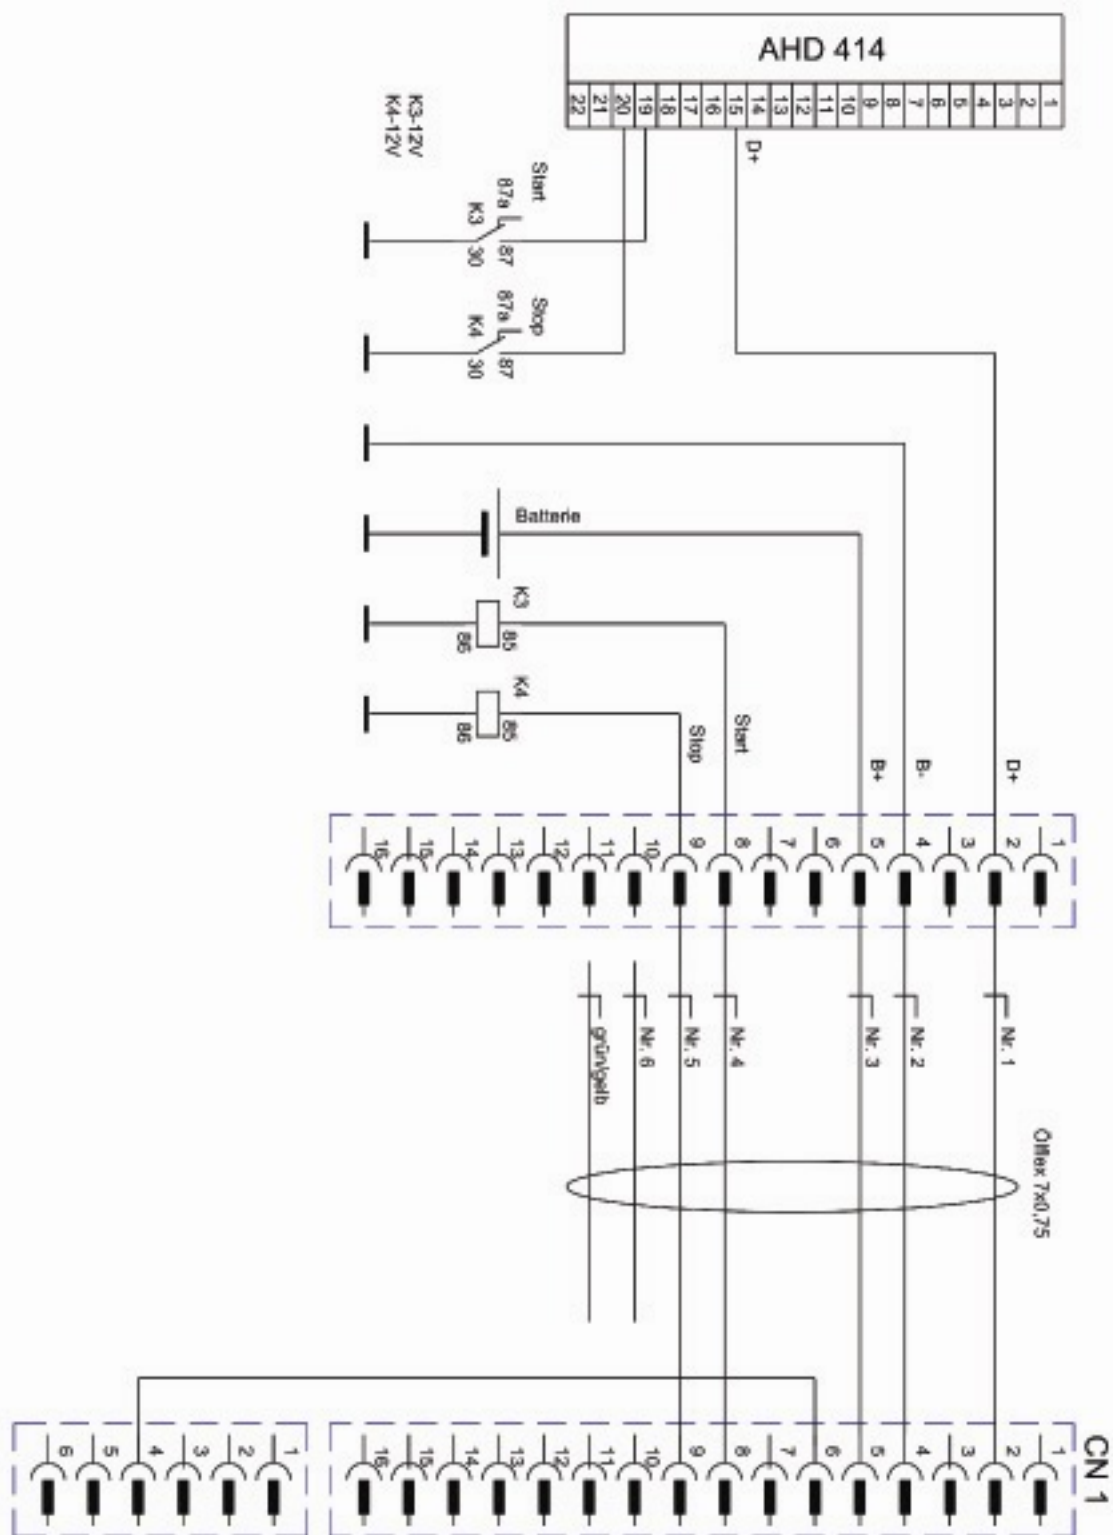 AHD 414
22 21 20 19 18 17 16 15 14 13 12 11 10 9 8 7 6 5 4 3 2 1
D+
K3-12V
K4-12V
Start
87a
K3
87
30
Stop
87a
K4
87
30
Batterie
K3
85
86
K4
85
86
Stop
Start
B+
B-
D+
16 15 14 13 12 11 10 9 8 7 6 5 4 3 2 1
grün/gelb
Nr. 6
Nr. 5
Nr. 4
Nr. 3
Nr. 2
Nr. 1
Ölflex 7x0,75
CN 1
6 5 4 3 2 1
16 15 14 13 12 11 10 9 8 7 6 5 4 3 2 1